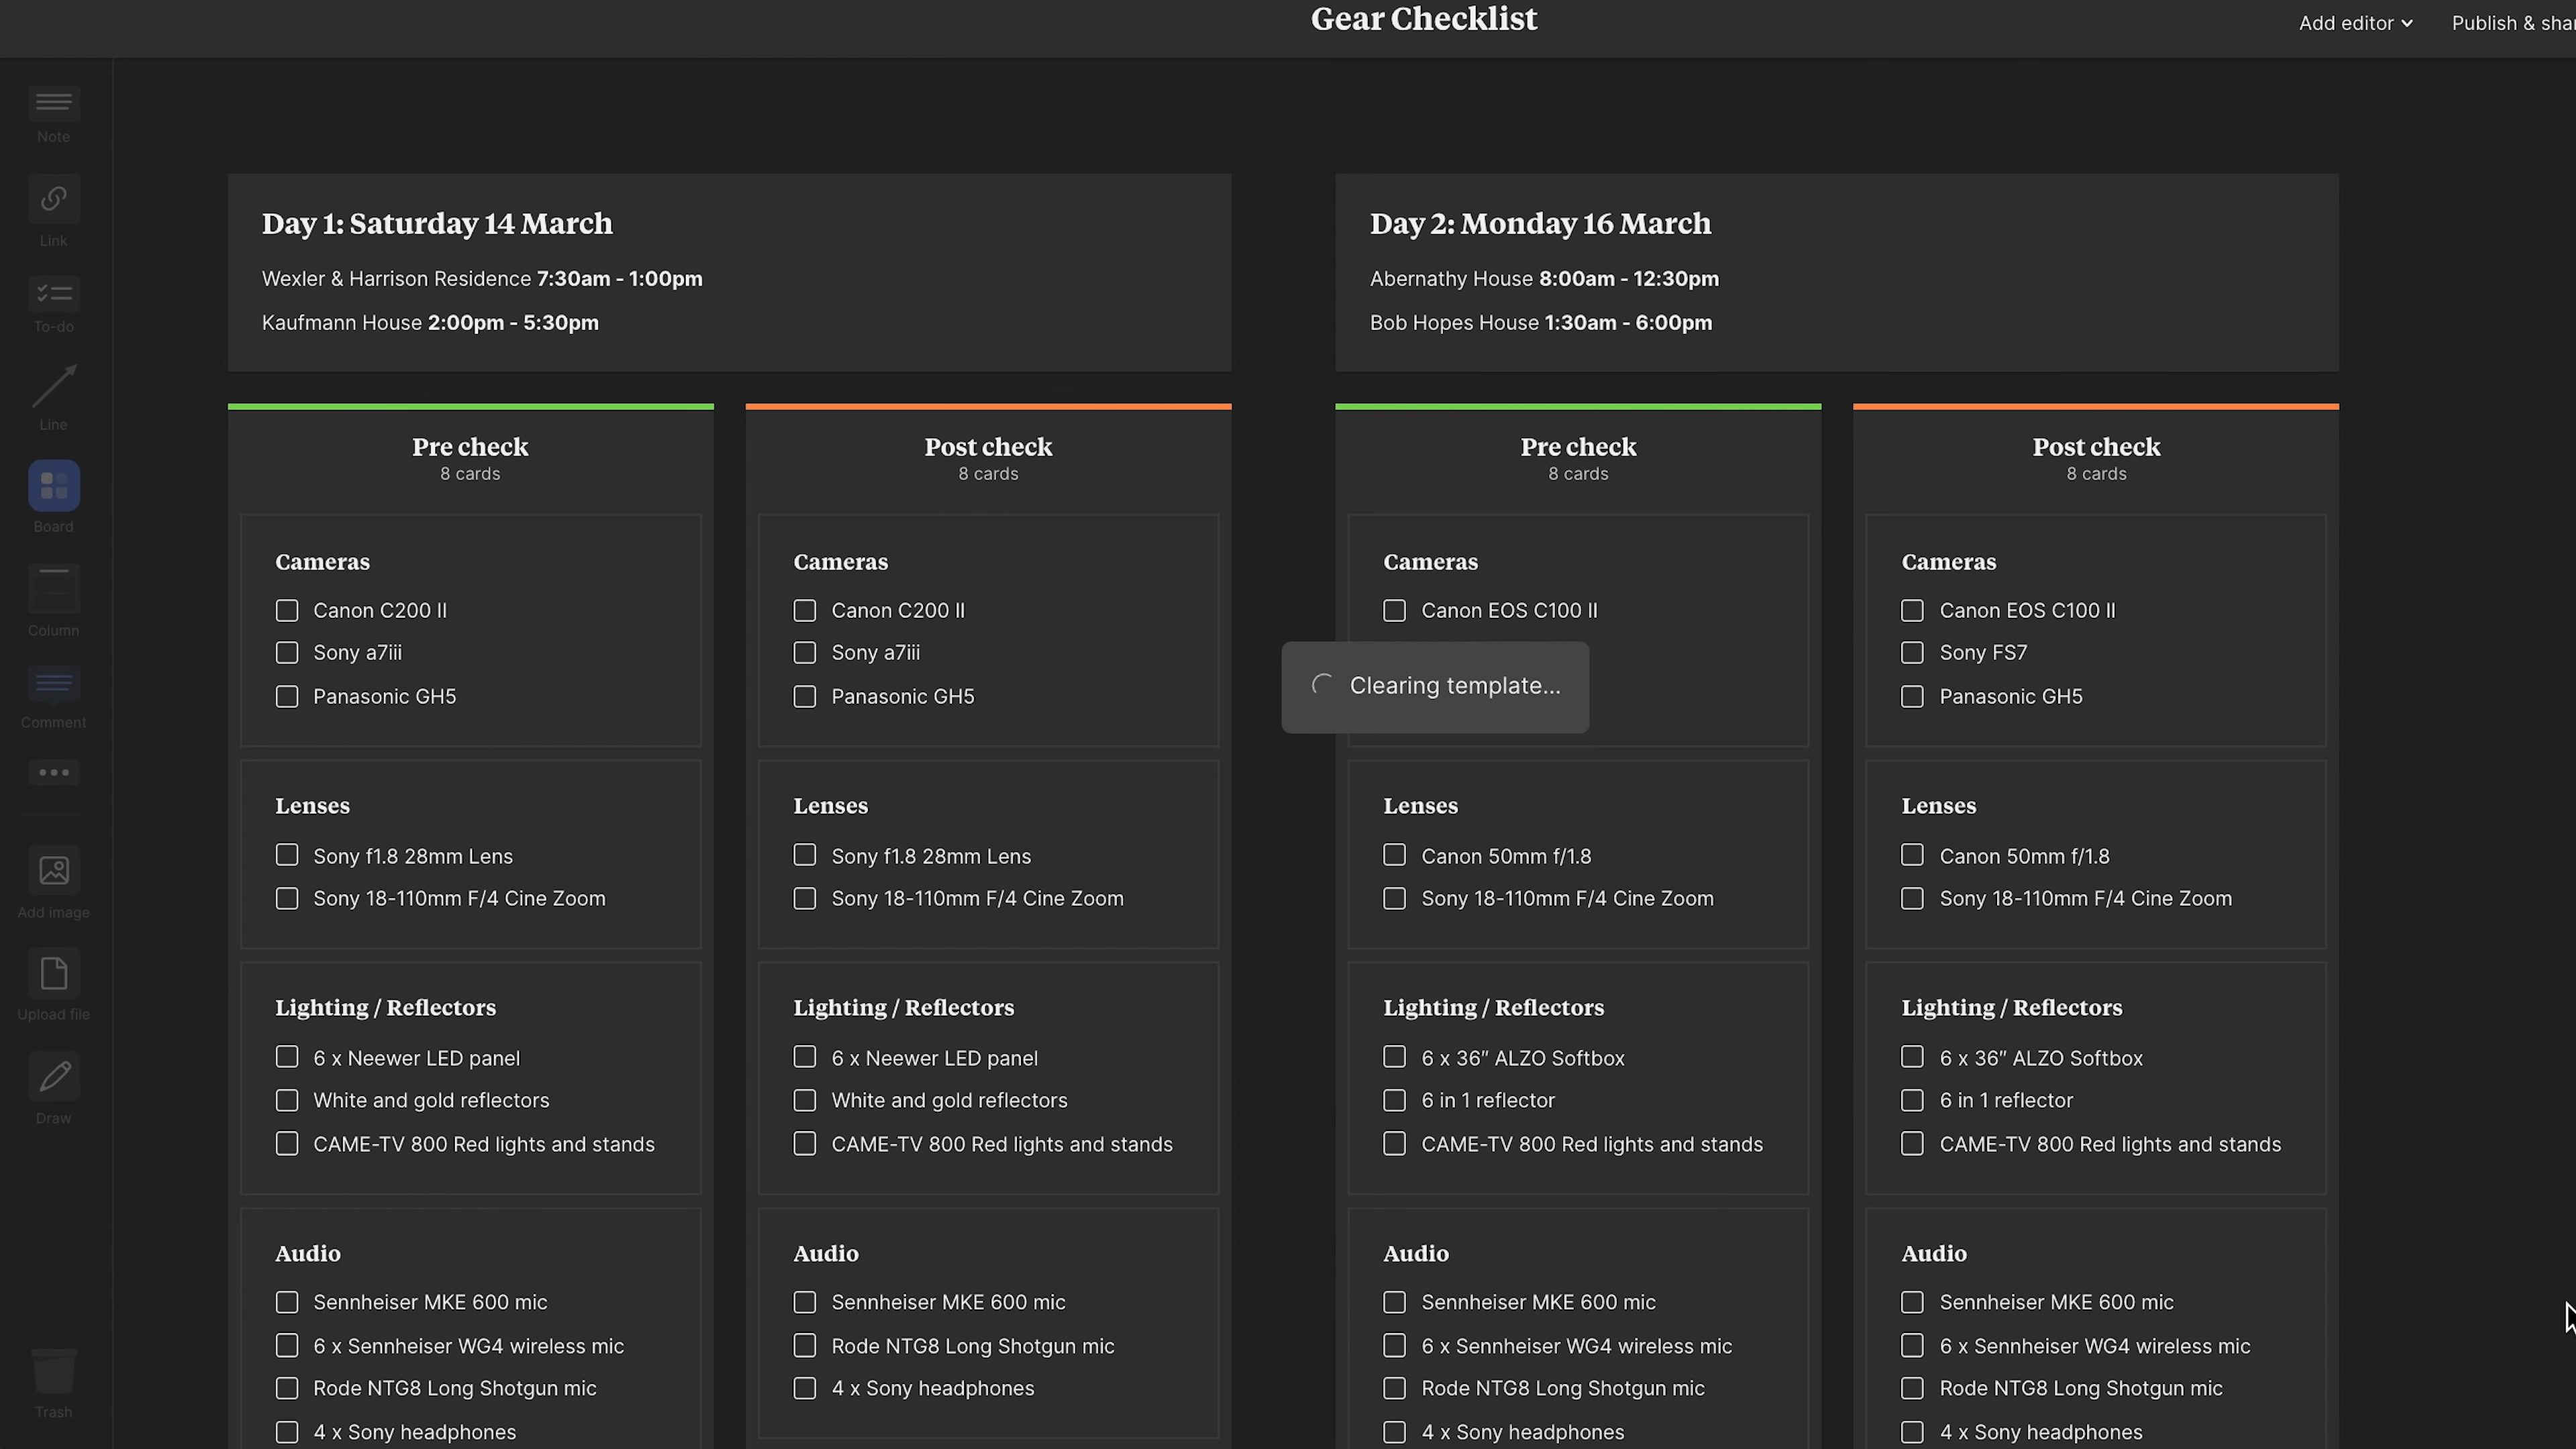 Gear Checklist
Add editor
Publish & shar
Note
Link
To-do
Line
Board
Column
Comment
Add image
Upload file
Draw
Trash
Day 1: Saturday 14 March
Wexler & Harrison Residence 7:30am - 1:00pm
Kaufmann House 2:00pm - 5:30pm
Pre check
8 cards
Cameras
Canon C200 II
Sony a7iii
Panasonic GH5
Lenses
Sony f1.8 28mm Lens
Sony 18-110mm F/4 Cine Zoom
Lighting / Reflectors
6 x Neewer LED panel
White and gold reflectors
CAME-TV 800 Red lights and stands
Audio
Sennheiser MKE 600 mic
6 x Sennheiser WG4 wireless mic
Rode NTG8 Long Shotgun mic
4 x Sony headphones
Post check
8 cards
Cameras
Canon C200 II
Sony a7iii
Panasonic GH5
Lenses
Sony f1.8 28mm Lens
Sony 18-110mm F/4 Cine Zoom
Lighting / Reflectors
6 x Neewer LED panel
White and gold reflectors
CAME-TV 800 Red lights and stands
Audio
Sennheiser MKE 600 mic
Rode NTG8 Long Shotgun mic
4 x Sony headphones
Day 2: Monday 16 March
Abernathy House 8:00am - 12:30pm
Bob Hopes House 1:30am - 6:00pm
Pre check
8 cards
Cameras
Canon EOS C100 II
Clearing template...
Lenses
Canon 50mm f/1.8
Sony 18-110mm F/4 Cine Zoom
Lighting / Reflectors
6 x 36″ ALZO Softbox
6 in 1 reflector
CAME-TV 800 Red lights and stands
Audio
Sennheiser MKE 600 mic
6 x Sennheiser WG4 wireless mic
Rode NTG8 Long Shotgun mic
4 x Sony headphones
Post check
8 cards
Cameras
Canon EOS C100 II
Sony FS7
Panasonic GH5
Lenses
Canon 50mm f/1.8
Sony 18-110mm F/4 Cine Zoom
Lighting / Reflectors
6 x 36″ ALZO Softbox
6 in 1 reflector
CAME-TV 800 Red lights and stands
Audio
Sennheiser MKE 600 mic
6 x Sennheiser WG4 wireless mic
Rode NTG8 Long Shotgun mic
4 x Sony headphones